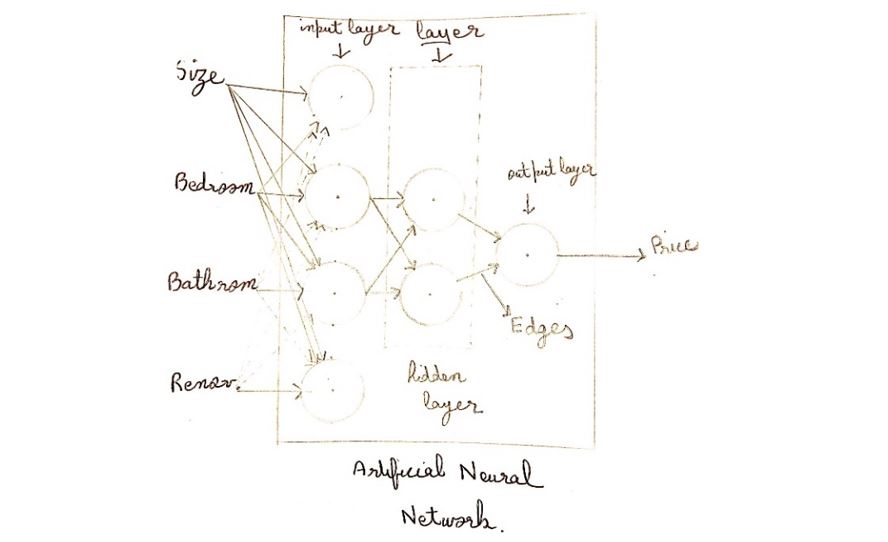 input layer layer
Size
Bedroom
output layer
Price
Bathrom
Edges
Renov.
hidden
layer
Artificial Neural
Network.